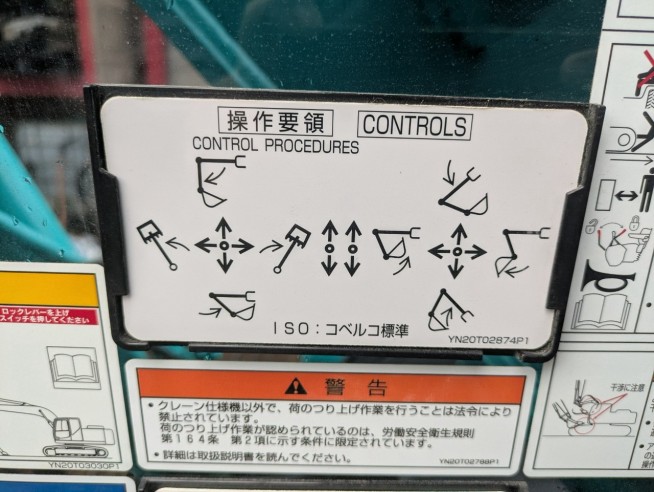 操作要領 CONTROLS
CONTROL PROCEDURES
ISO：コベルコ標準
YN20T02874P1
ロックレバーを上げ
スイッチを押してください
YN20T03030P1
警告
・クレーン仕様機以外で、荷のつり上げ作業を行うことは法令により
禁止されています。
荷のつり上げ作業が認められているのは、労働安全衛生規則
第164条 第2項に示す条件に限定されています。
・詳細は取扱説明書を読んでください。
YN20T02788P1
干渉に注意